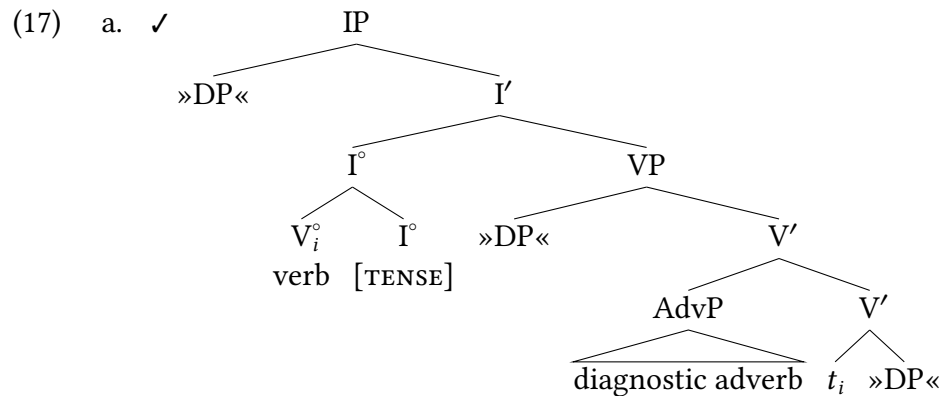 (17) a. ✓ IP
»DP« I′
I° VP
V°ᵢ I° »DP« V′
verb [TENSE]
AdvP V′
diagnostic adverb tᵢ »DP«